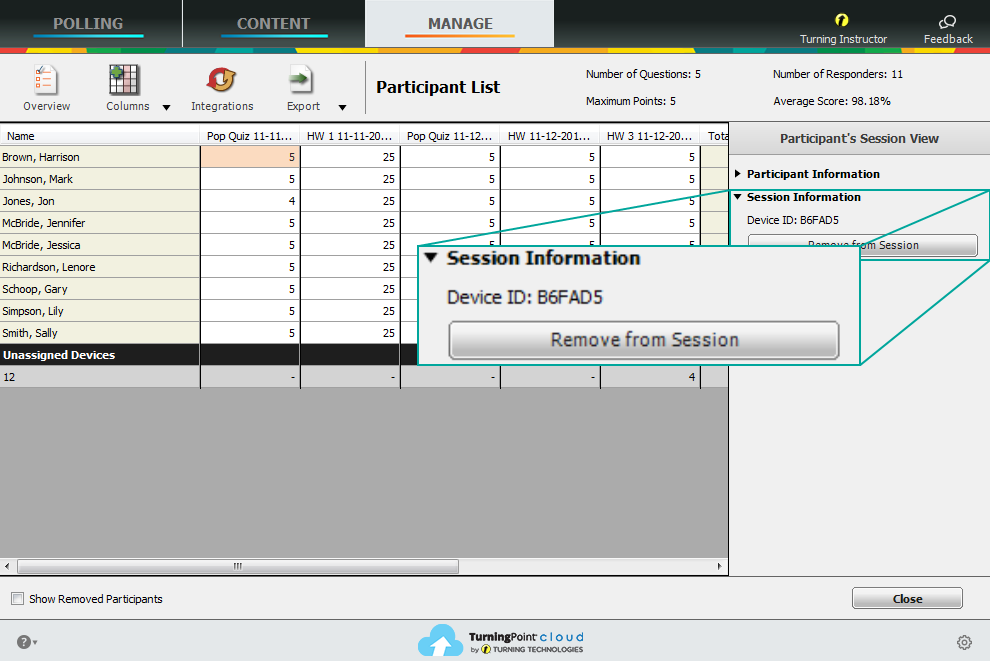 POLLING CONTENT MANAGE Turning Instructor Feedback
Overview Columns Integrations Export Participant List
Number of Questions: 5 Number of Responders: 11
Maximum Points: 5 Average Score: 98.18%
Name Pop Quiz 11-11... HW 1 11-11-20... Pop Quiz 11-12... HW 11-12-201... HW 3 11-12-20... Tota
Brown, Harrison 5 25 5 5 5
Johnson, Mark 5 25 5 5 5
Jones, Jon 4 25 5 5 5
McBride, Jennifer 5 25 5 5 5
McBride, Jessica 5 25 5 5 5
Richardson, Lenore 5 25
Schoop, Gary 5 25
Simpson, Lily 5 25
Smith, Sally 5 25
Unassigned Devices
12 - - - - 4
Participant's Session View
Participant Information
Session Information
Device ID: B6FAD5
Remove from Session
Session Information
Device ID: B6FAD5
Remove from Session
Show Removed Participants Close
TurningPoint cloud
by TURNING TECHNOLOGIES